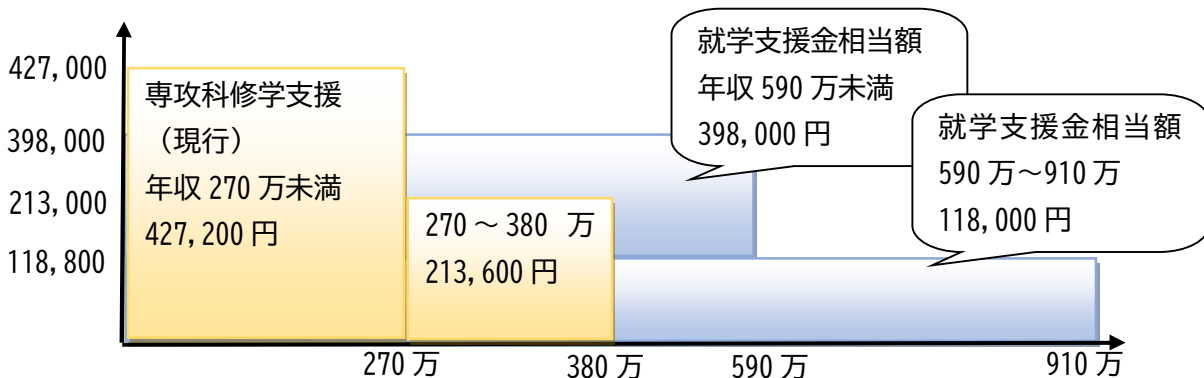 427,000
398,000
213,000
118,800
専攻科修学支援
（現行）
年収 270 万未満
427,200 円
270 ～ 380 万
213,600 円
就学支援金相当額
年収 590 万未満
398,000 円
就学支援金相当額
590 万～910 万
118,000 円
270 万
380 万
590 万
910 万